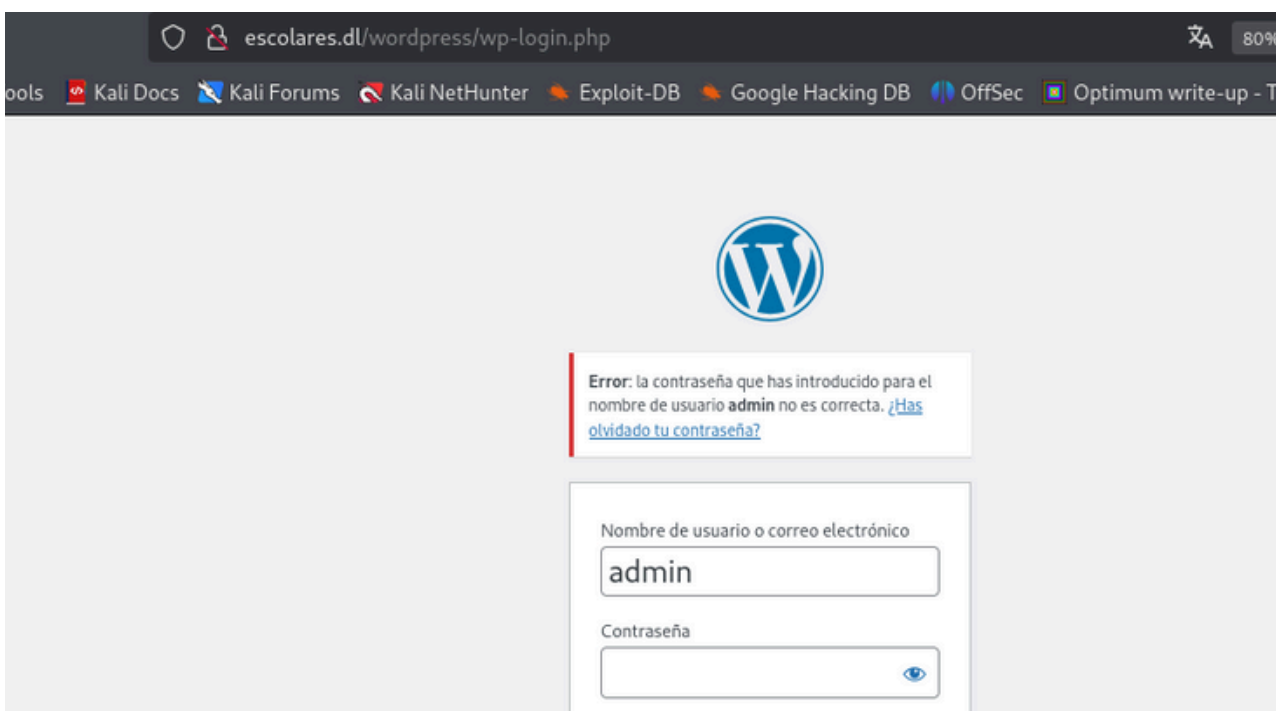 escolares.dl/wordpress/wp-login.php 80%
ools Kali Docs Kali Forums Kali NetHunter Exploit-DB Google Hacking DB OffSec Optimum write-up - T
Error: la contraseña que has introducido para el
nombre de usuario admin no es correcta. ¿Has
olvidado tu contraseña?
Nombre de usuario o correo electrónico
admin
Contraseña